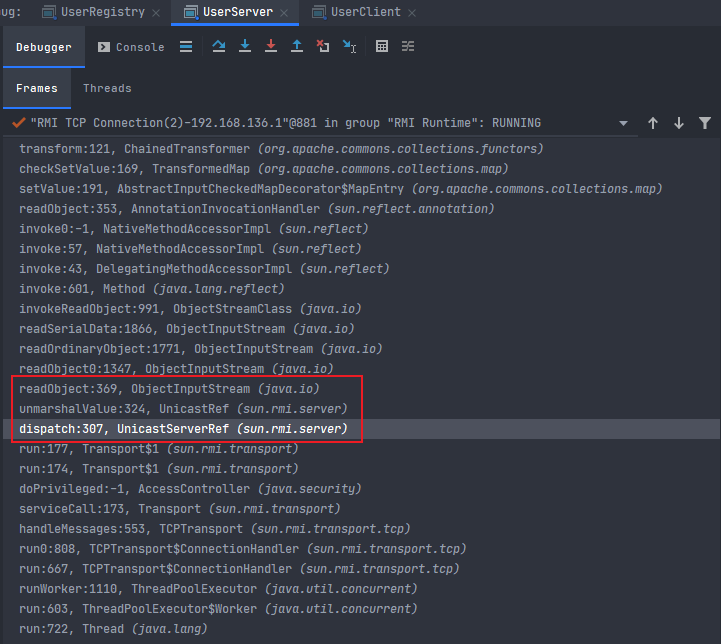 ug: UserRegistry × UserServer × UserClient ×
Debugger Console
Frames Threads
"RMI TCP Connection(2)-192.168.136.1"@881 in group "RMI Runtime": RUNNING
transform:121, ChainedTransformer (org.apache.commons.collections.functors)
checkSetValue:169, TransformedMap (org.apache.commons.collections.map)
setValue:191, AbstractInputCheckedMapDecorator$MapEntry (org.apache.commons.collections.map)
readObject:353, AnnotationInvocationHandler (sun.reflect.annotation)
invoke0:-1, NativeMethodAccessorImpl (sun.reflect)
invoke:57, NativeMethodAccessorImpl (sun.reflect)
invoke:43, DelegatingMethodAccessorImpl (sun.reflect)
invoke:601, Method (java.lang.reflect)
invokeReadObject:991, ObjectStreamClass (java.io)
readSerialData:1866, ObjectInputStream (java.io)
readOrdinaryObject:1771, ObjectInputStream (java.io)
readObject0:1347, ObjectInputStream (java.io)
readObject:369, ObjectInputStream (java.io)
unmarshalValue:324, UnicastRef (sun.rmi.server)
dispatch:307, UnicastServerRef (sun.rmi.server)
run:177, Transport$1 (sun.rmi.transport)
run:174, Transport$1 (sun.rmi.transport)
doPrivileged:-1, AccessController (java.security)
serviceCall:173, Transport (sun.rmi.transport)
handleMessages:553, TCPTransport (sun.rmi.transport.tcp)
run0:808, TCPTransport$ConnectionHandler (sun.rmi.transport.tcp)
run:667, TCPTransport$ConnectionHandler (sun.rmi.transport.tcp)
runWorker:1110, ThreadPoolExecutor (java.util.concurrent)
run:603, ThreadPoolExecutor$Worker (java.util.concurrent)
run:722, Thread (java.lang)